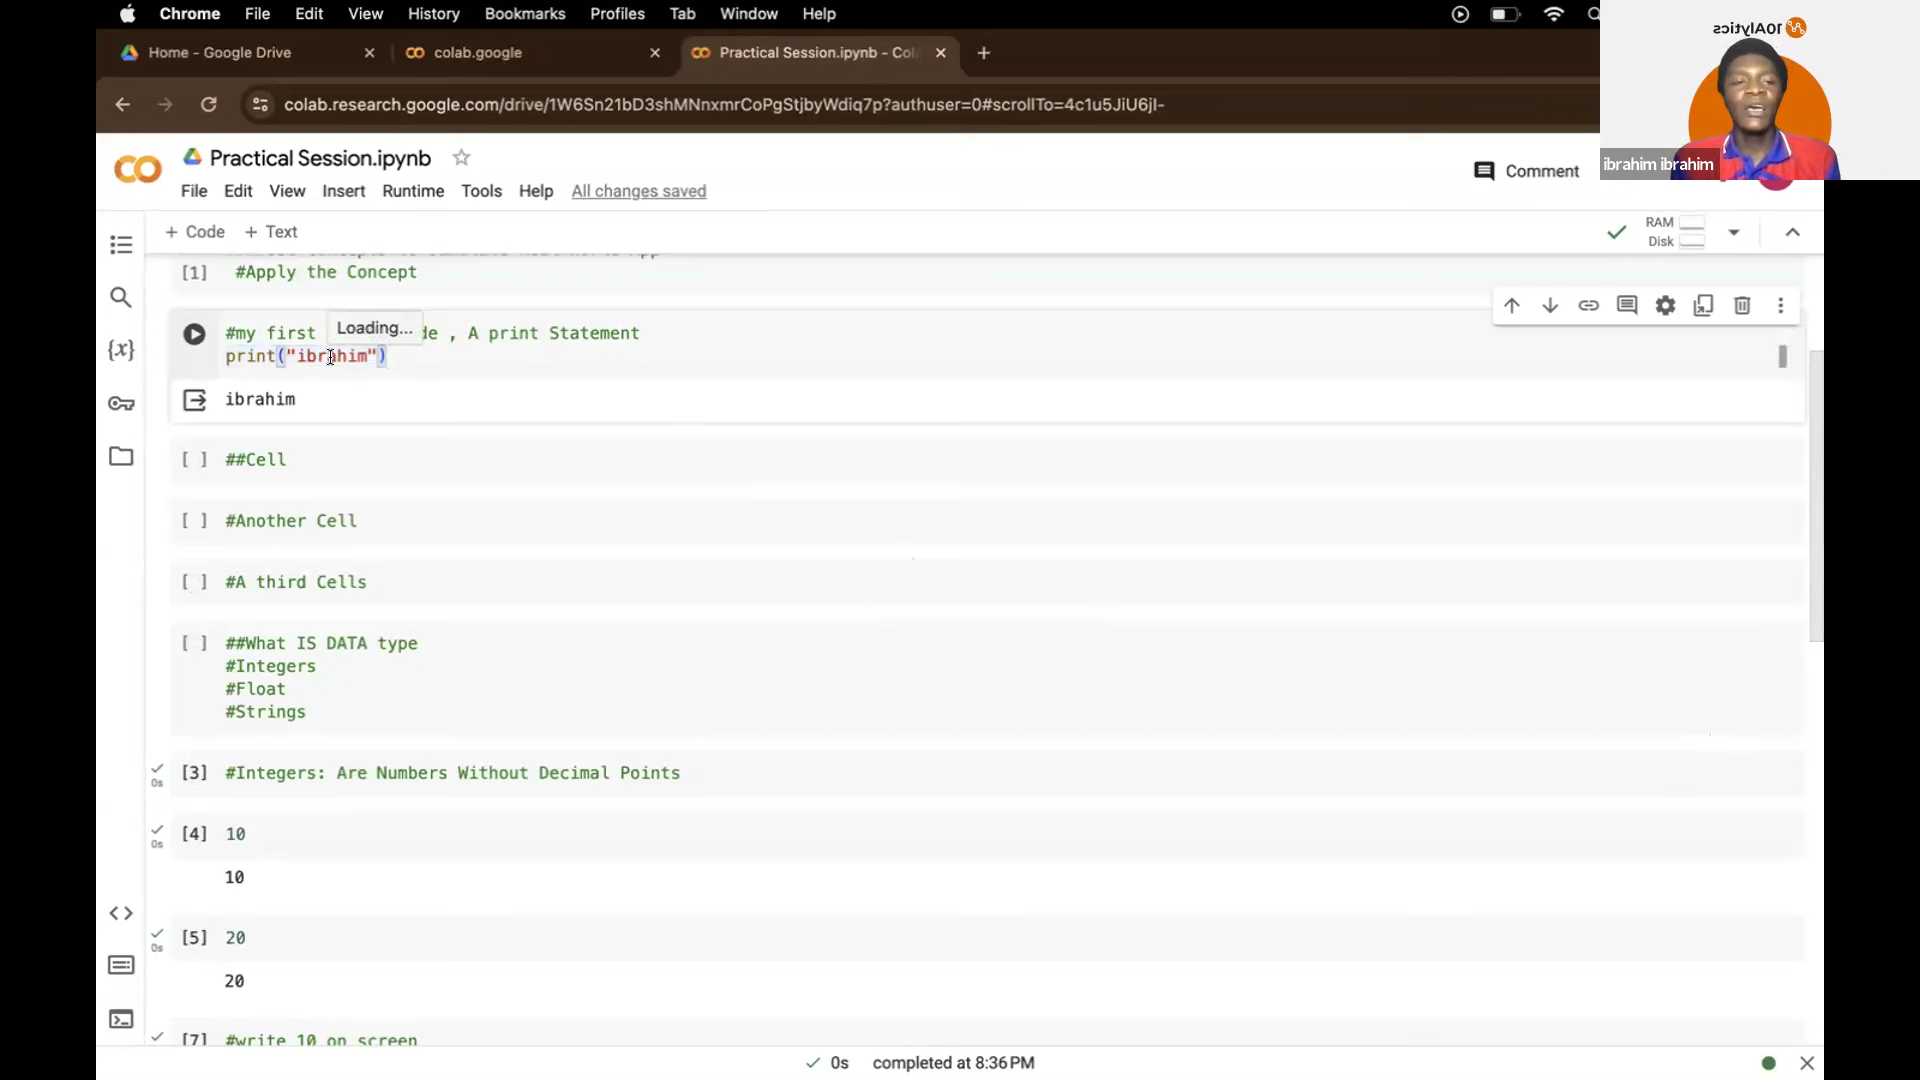 Chrome File Edit View History Bookmarks Profiles Tab Window Help
Home - Google Drive
colab.google
Practical Session.ipynb - Col
colab.research.google.com/drive/1W6Sn21bD3shMNnxmrCoPgStjbyWdiq7p?authuser=0#scrollTo=4c1u5JiU6jI-
10Alytics
ibrahim ibrahim
Practical Session.ipynb
Comment
File Edit View Insert Runtime Tools Help All changes saved
+ Code + Text
RAM
Disk
[1] #Apply the Concept
#my first de , A print Statement
Loading...
print("ibrahim")
ibrahim
[ ] ##Cell
[ ] #Another Cell
[ ] #A third Cells
[ ] ##What IS DATA type
#Integers
#Float
#Strings
0s [3] #Integers: Are Numbers Without Decimal Points
0s [4] 10
10
0s [5] 20
20
[7] #write 10 on screen
0s completed at 8:36 PM